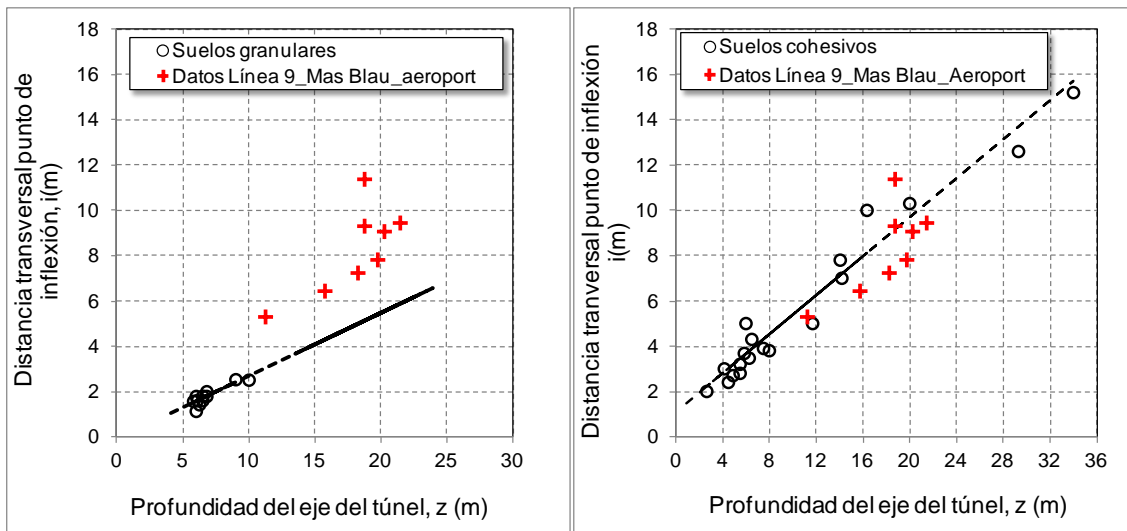 Suelos granulares
Datos Línea 9_Mas Blau_aeroport
18
16
14
12
10
8
6
4
2
0
0 5 10 15 20 25 30
Distancia transversal punto de
inflexión, i(m)
Profundidad del eje del túnel, z (m)
Suelos cohesivos
Datos Línea 9_Mas Blau_Aeroport
18
16
14
12
10
8
6
4
2
0
0 4 8 12 16 20 24 28 32 36
Distancia tranversal punto de inflexión
i(m)
Profundidad del eje del túnel, z (m)